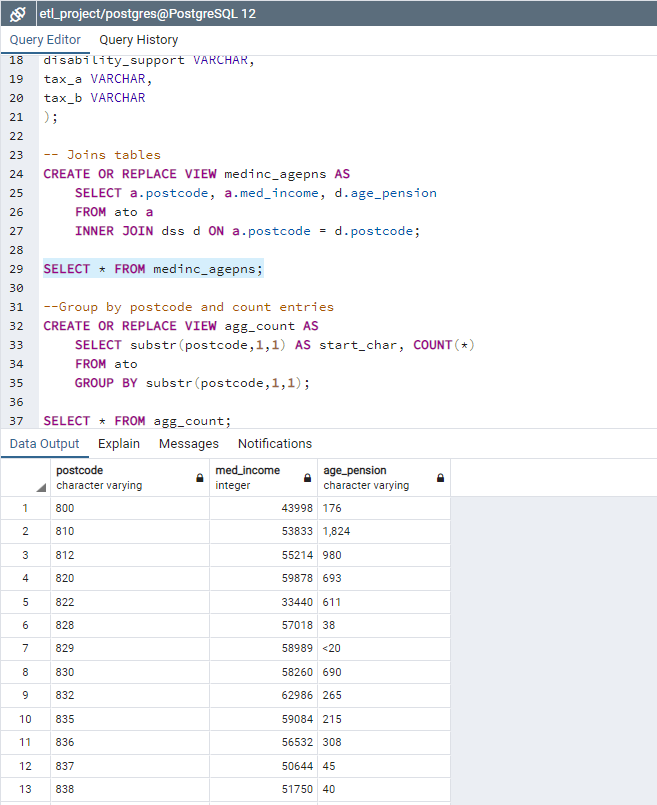 etl_project/postgres@PostgreSQL 12
Query Editor Query History
18 disability_support VARCHAR,
19 tax_a VARCHAR,
20 tax_b VARCHAR
21 );
22
23 -- Joins tables
24 CREATE OR REPLACE VIEW medinc_agepns AS
25 SELECT a.postcode, a.med_income, d.age_pension
26 FROM ato a
27 INNER JOIN dss d ON a.postcode = d.postcode;
28
29 SELECT * FROM medinc_agepns;
30
31 --Group by postcode and count entries
32 CREATE OR REPLACE VIEW agg_count AS
33 SELECT substr(postcode,1,1) AS start_char, COUNT(*)
34 FROM ato
35 GROUP BY substr(postcode,1,1);
36
37 SELECT * FROM agg_count;
Data Output Explain Messages Notifications
postcode med_income age_pension
character varying integer character varying
1 800 43998 176
2 810 53833 1,824
3 812 55214 980
4 820 59878 693
5 822 33440 611
6 828 57018 38
7 829 58989 <20
8 830 58260 690
9 832 62986 265
10 835 59084 215
11 836 56532 308
12 837 50644 45
13 838 51750 40